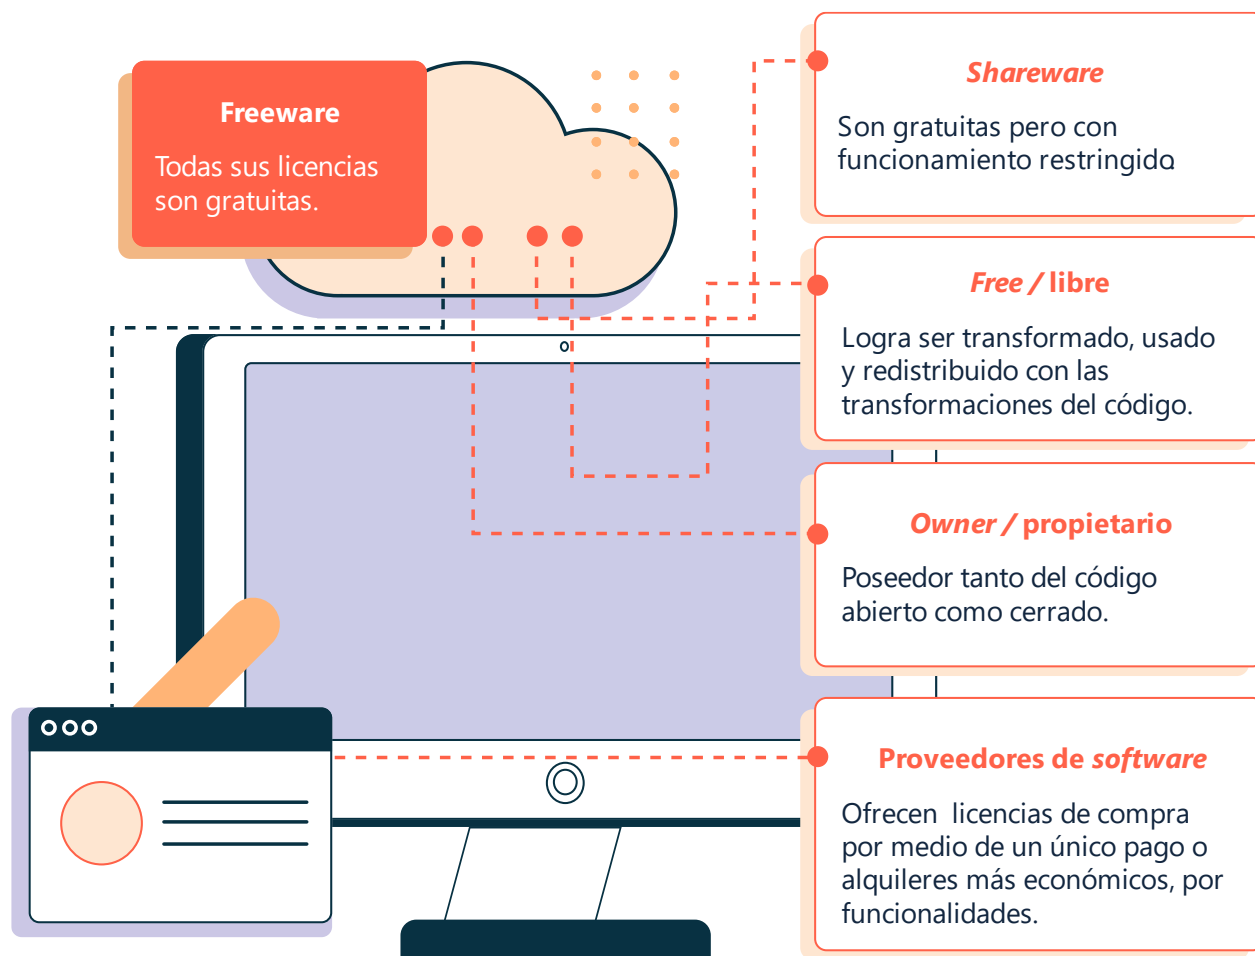 Freeware
Todas sus licencias
son gratuitas.
Shareware
Son gratuitas pero con
funcionamiento restringido
Free / libre
Logra ser transformado, usado
y redistribuido con las
transformaciones del código.
Owner / propietario
Poseedor tanto del código
abierto como cerrado.
Proveedores de software
Ofrecen licencias de compra
por medio de un único pago o
alquileres más económicos, por
funcionalidades.